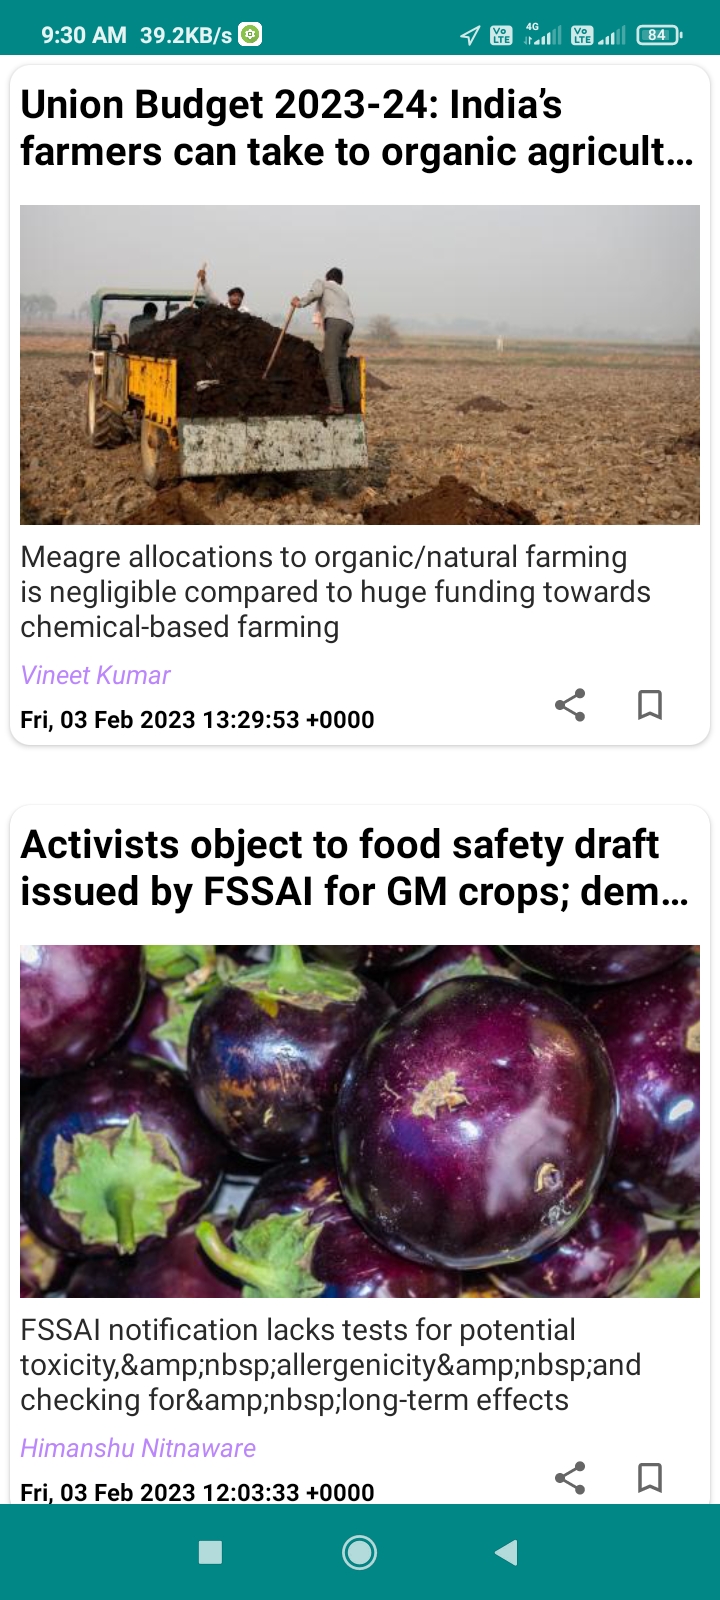 9:30 AM 39.2KB/s Vo LTE 4G Vo LTE 84
Union Budget 2023-24: India’s
farmers can take to organic agricult...
Meagre allocations to organic/natural farming
is negligible compared to huge funding towards
chemical-based farming
Vineet Kumar
Fri, 03 Feb 2023 13:29:53 +0000
Activists object to food safety draft
issued by FSSAI for GM crops; dem...
FSSAI notification lacks tests for potential
toxicity,&amp;nbsp;allergenicity&amp;nbsp;and
checking for&amp;nbsp;long-term effects
Himanshu Nitnaware
Fri, 03 Feb 2023 12:03:33 +0000